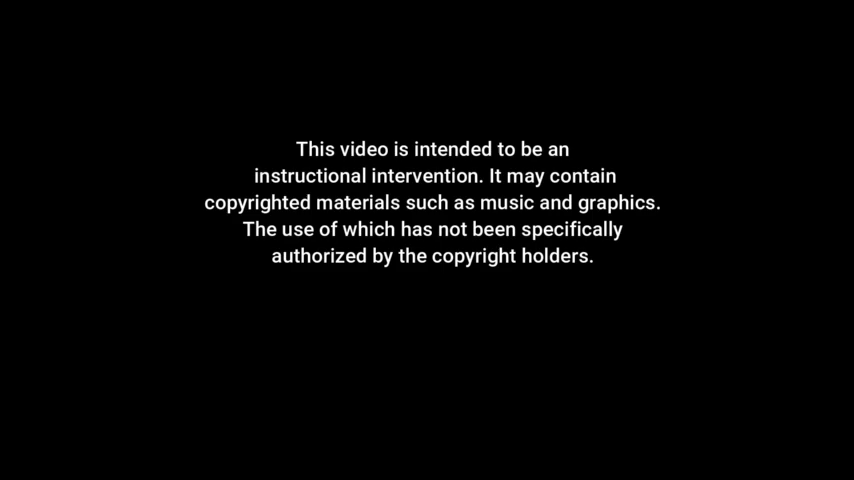 This video is intended to be an
instructional intervention. It may contain
copyrighted materials such as music and graphics.
The use of which has not been specifically
authorized by the copyright holders.